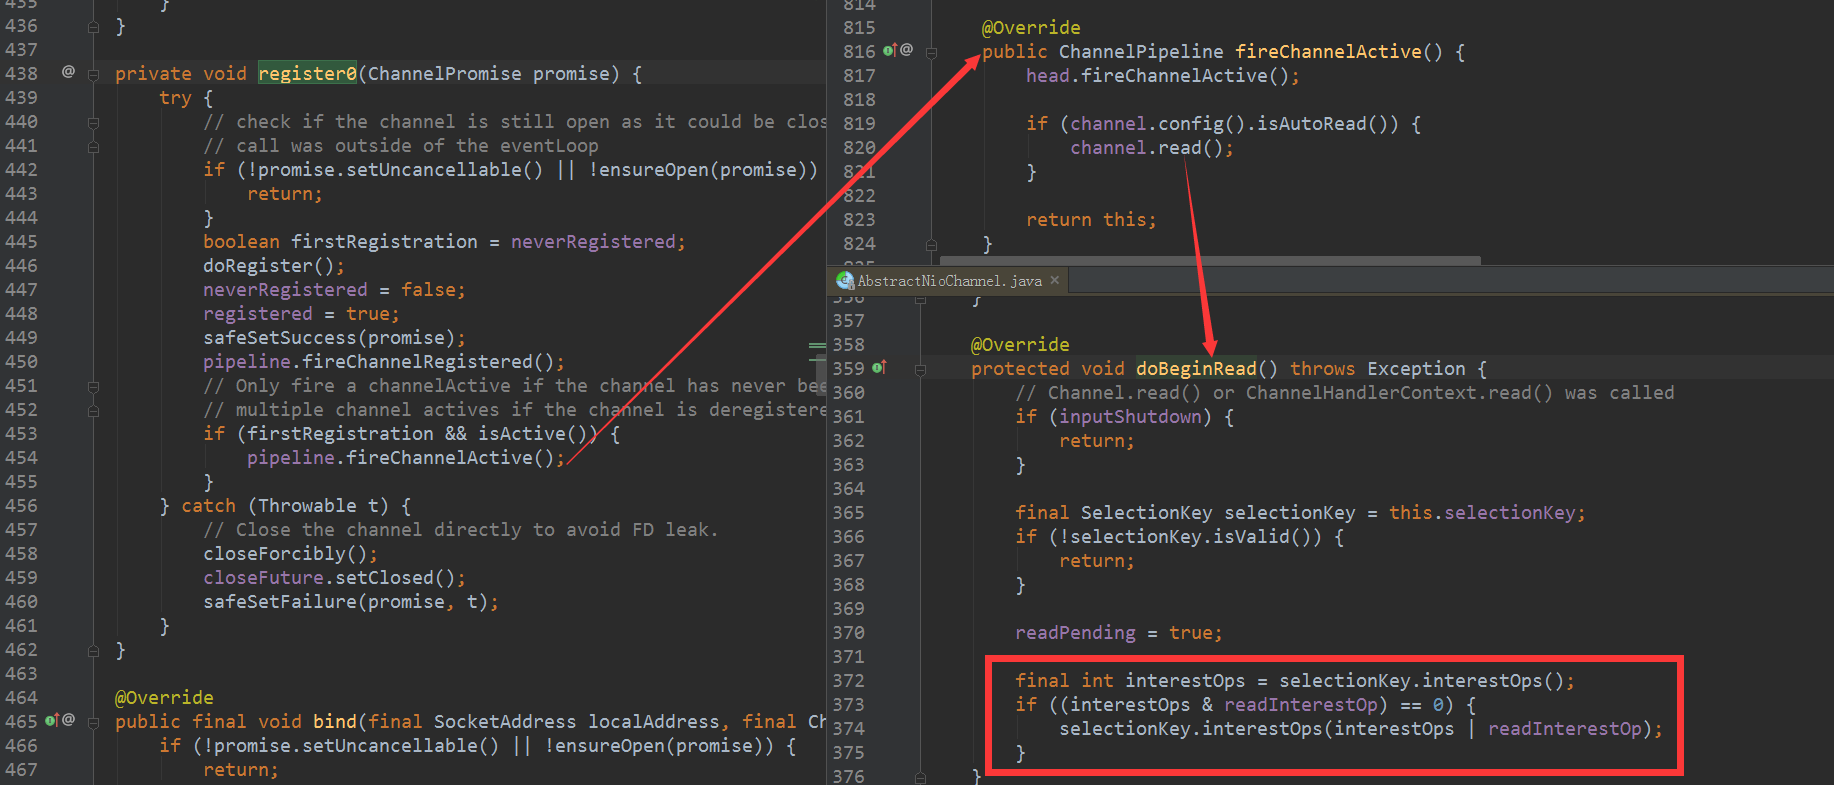 435
}
436
}
437
438 @ private void register0(ChannelPromise promise) {
439 try {
440 // check if the channel is still open as it could be clos
441 // call was outside of the eventLoop
442 if (!promise.setUncancellable() || !ensureOpen(promise))
443 return;
444 }
445 boolean firstRegistration = neverRegistered;
446 doRegister();
447 neverRegistered = false;
448 registered = true;
449 safeSetSuccess(promise);
450 pipeline.fireChannelRegistered();
451 // Only fire a channelActive if the channel has never bee
452 // multiple channel actives if the channel is deregistere
453 if (firstRegistration && isActive()) {
454 pipeline.fireChannelActive();
455 }
456 } catch (Throwable t) {
457 // Close the channel directly to avoid FD leak.
458 closeForcibly();
459 closeFuture.setClosed();
460 safeSetFailure(promise, t);
461 }
462 }
463
464 @Override
465 @ public final void bind(final SocketAddress localAddress, final Ch
466 if (!promise.setUncancellable() || !ensureOpen(promise)) {
467 return;
814
815 @Override
816 @ public ChannelPipeline fireChannelActive() {
817 head.fireChannelActive();
818
819 if (channel.config().isAutoRead()) {
820 channel.read();
821 }
822
823 return this;
824 }
AbstractNioChannel.java
356 }
357
358 @Override
359 protected void doBeginRead() throws Exception {
360 // Channel.read() or ChannelHandlerContext.read() was called
361 if (inputShutdown) {
362 return;
363 }
364
365 final SelectionKey selectionKey = this.selectionKey;
366 if (!selectionKey.isValid()) {
367 return;
368 }
369
370 readPending = true;
371
372 final int interestOps = selectionKey.interestOps();
373 if ((interestOps & readInterestOp) == 0) {
374 selectionKey.interestOps(interestOps | readInterestOp);
375 }
376 }